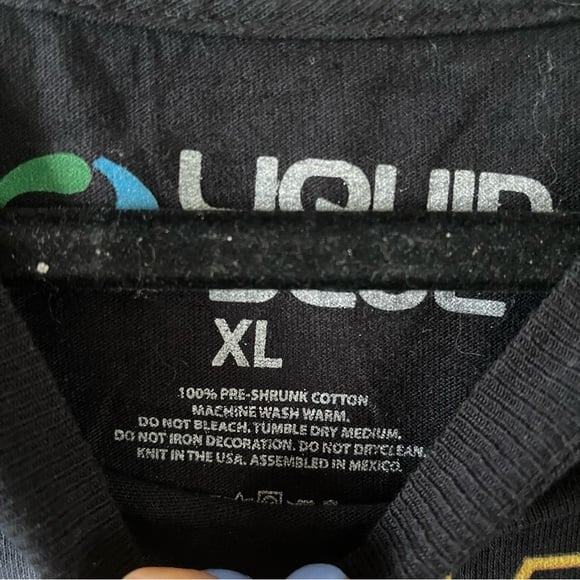 LIQUID
BLUE
XL
100% PRE-SHRUNK COTTON
MACHINE WASH WARM.
DO NOT BLEACH. TUMBLE DRY MEDIUM.
DO NOT IRON DECORATION. DO NOT DRYCLEAN.
KNIT IN THE USA. ASSEMBLED IN MEXICO.